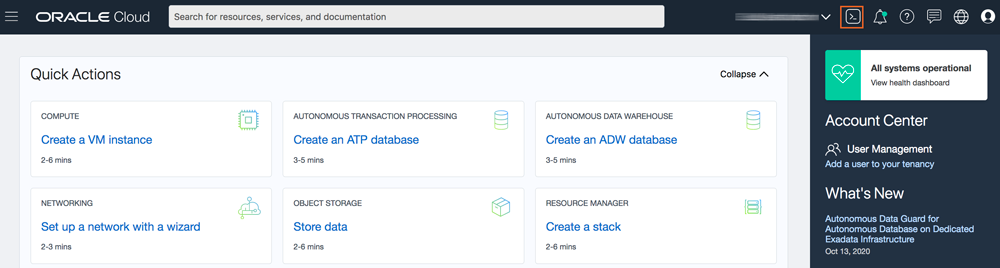 ORACLE Cloud
Search for resources, services, and documentation
Quick Actions
Collapse
COMPUTE
Create a VM instance
2-6 mins
AUTONOMOUS TRANSACTION PROCESSING
Create an ATP database
3-5 mins
AUTONOMOUS DATA WAREHOUSE
Create an ADW database
3-5 mins
NETWORKING
Set up a network with a wizard
2-3 mins
OBJECT STORAGE
Store data
2-6 mins
RESOURCE MANAGER
Create a stack
2-6 mins
All systems operational
View health dashboard
Account Center
User Management
Add a user to your tenancy
What's New
Autonomous Data Guard for
Autonomous Database on Dedicated
Exadata Infrastructure
Oct 13, 2020